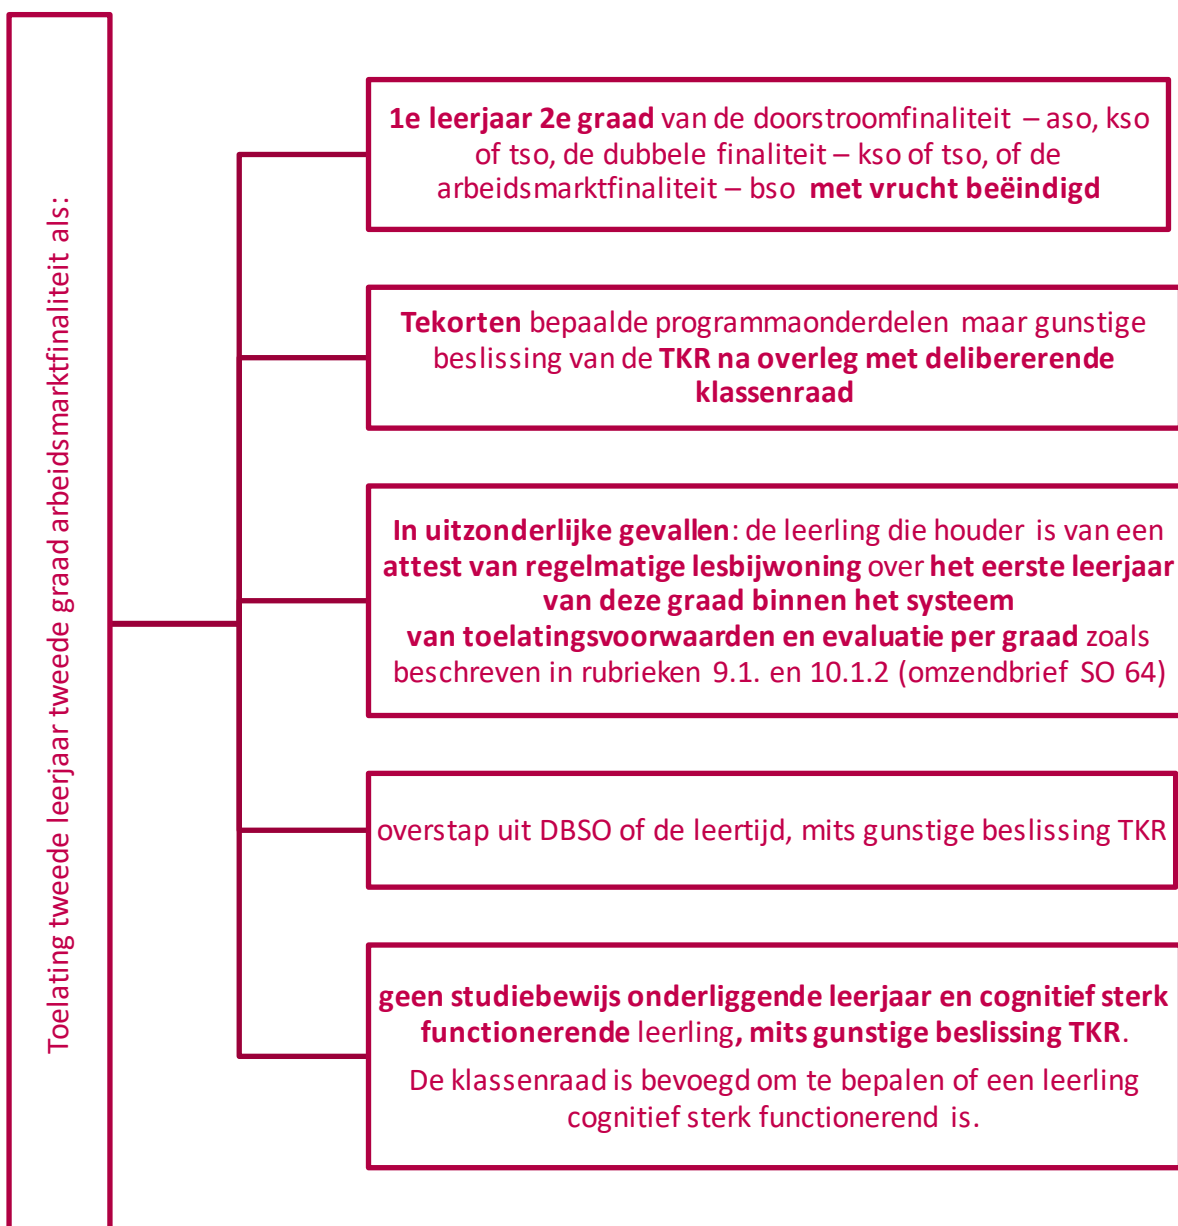 Toelating tweede leerjaar tweede graad arbeidsmarktfinaliteit als:
1e leerjaar 2e graad van de doorstroomfinaliteit – aso, kso
of tso, de dubbele finaliteit – kso of tso, of de
arbeidsmarktfinaliteit – bso met vrucht beëindigd
Tekorten bepaalde programmaonderdelen maar gunstige
beslissing van de TKR na overleg met delibererende
klassenraad
In uitzonderlijke gevallen: de leerling die houder is van een
attest van regelmatige lesbijwoning over het eerste leerjaar
van deze graad binnen het systeem
van toelatingsvoorwaarden en evaluatie per graad zoals
beschreven in rubrieken 9.1. en 10.1.2 (omzendbrief SO 64)
overstap uit DBSO of de leertijd, mits gunstige beslissing TKR
geen studiebewijs onderliggende leerjaar en cognitief sterk
functionerende leerling, mits gunstige beslissing TKR.
De klassenraad is bevoegd om te bepalen of een leerling
cognitief sterk functionerend is.